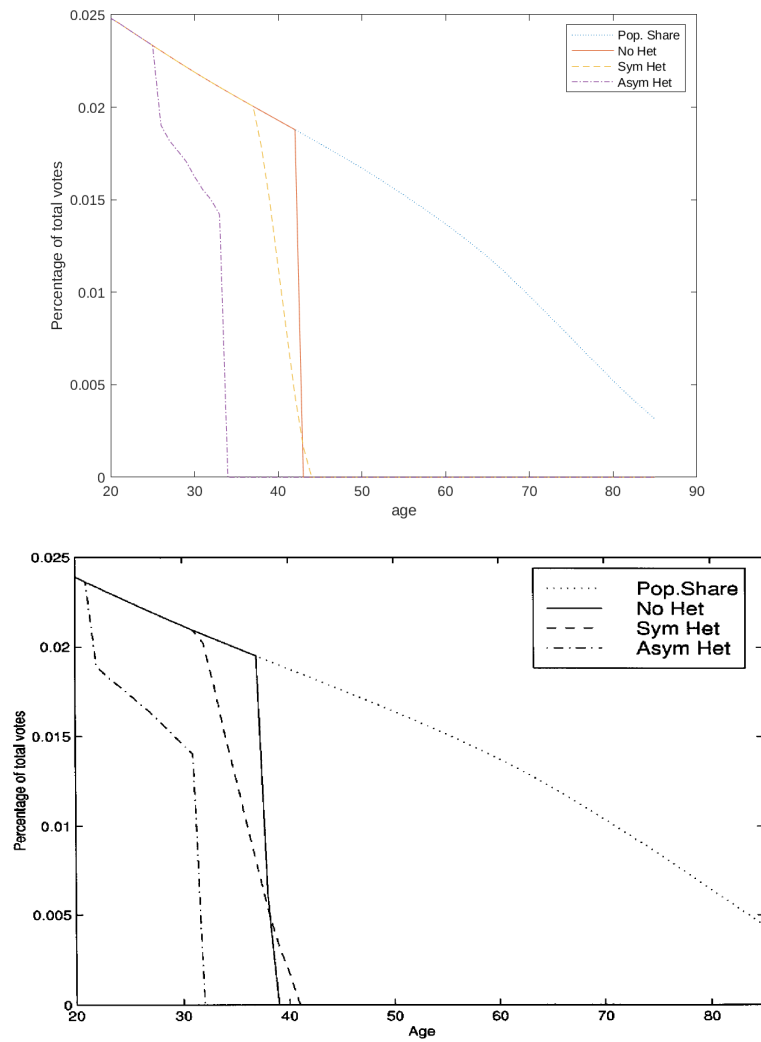 0.025
0.02
0.015
0.01
0.005
0
Percentage of total votes
20 30 40 50 60 70 80 90
age
Pop. Share
No Het
Sym Het
Asym Het
0.025
0.02
0.015
0.01
0.005
0
Percentage of total votes
20 30 40 50 60 70 80
Age
Pop.Share
No Het
Sym Het
Asym Het